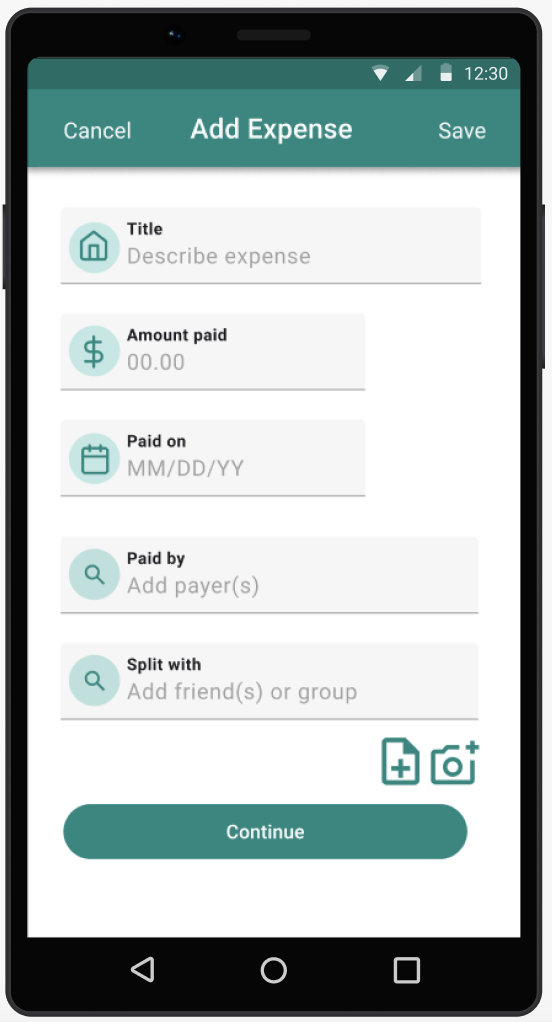 12:30
Cancel Add Expense Save
Title
Describe expense
Amount paid
00.00
Paid on
MM/DD/YY
Paid by
Add payer(s)
Split with
Add friend(s) or group
Continue